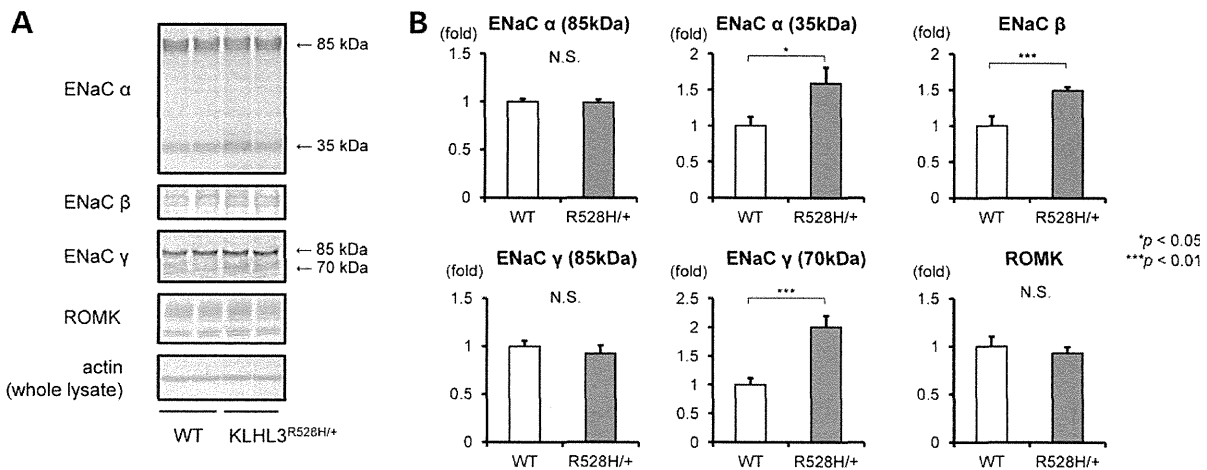 A
ENaC α
← 85 kDa
← 35 kDa
ENaC β
ENaC γ
← 85 kDa
← 70 kDa
ROMK
actin
(whole lysate)
WT KLHL3R528H/+
B
(fold) ENaC α (85kDa)
N.S.
1.5
1
0.5
0
WT R528H/+
(fold) ENaC α (35kDa)
*
2
1.5
1
0.5
0
WT R528H/+
(fold) ENaC β
***
2
1.5
1
0.5
0
WT R528H/+
(fold) ENaC γ (85kDa)
N.S.
1.5
1
0.5
0
WT R528H/+
(fold) ENaC γ (70kDa)
***
2.5
2
1.5
1
0.5
0
WT R528H/+
(fold) ROMK
N.S.
1.5
1
0.5
0
WT R528H/+
*p < 0.05
***p < 0.01